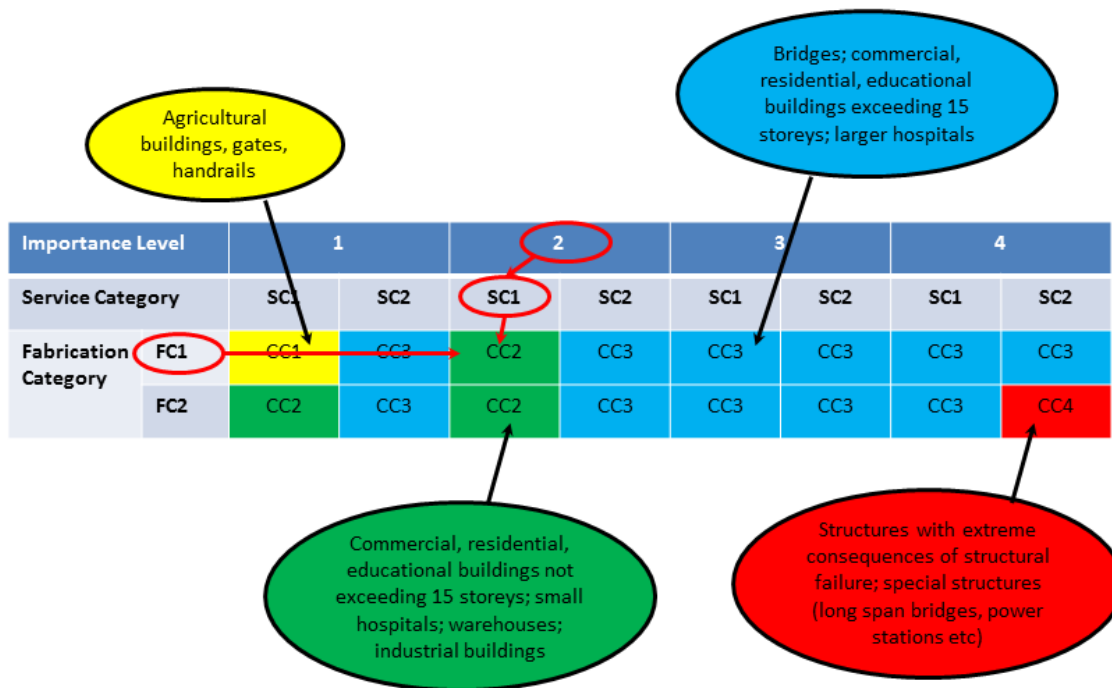 Bridges; commercial,
residential, educational
buildings exceeding 15
storeys; larger hospitals
Agricultural
buildings, gates,
handrails
Importance Level 1 2 3 4
Service Category SC1 SC2 SC1 SC2 SC1 SC2 SC1 SC2
Fabrication
Category
FC1 CC1 CC3 CC2 CC3 CC3 CC3 CC3 CC3
FC2 CC2 CC3 CC2 CC3 CC3 CC3 CC3 CC4
Commercial, residential,
educational buildings not
exceeding 15 storeys; small
hospitals; warehouses;
industrial buildings
Structures with extreme
consequences of structural
failure; special structures
(long span bridges, power
stations etc)